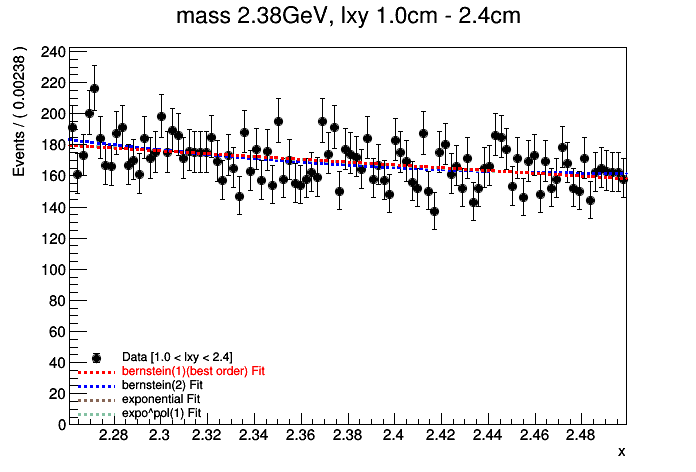 mass 2.38GeV, lxy 1.0cm - 2.4cm
Events / ( 0.00238 )
240
220
200
180
160
140
120
100
80
60
40
20
0
Data [1.0 < lxy < 2.4]
bernstein(1)(best order) Fit
bernstein(2) Fit
exponential Fit
expo^pol(1) Fit
2.28 2.3 2.32 2.34 2.36 2.38 2.4 2.42 2.44 2.46 2.48
x